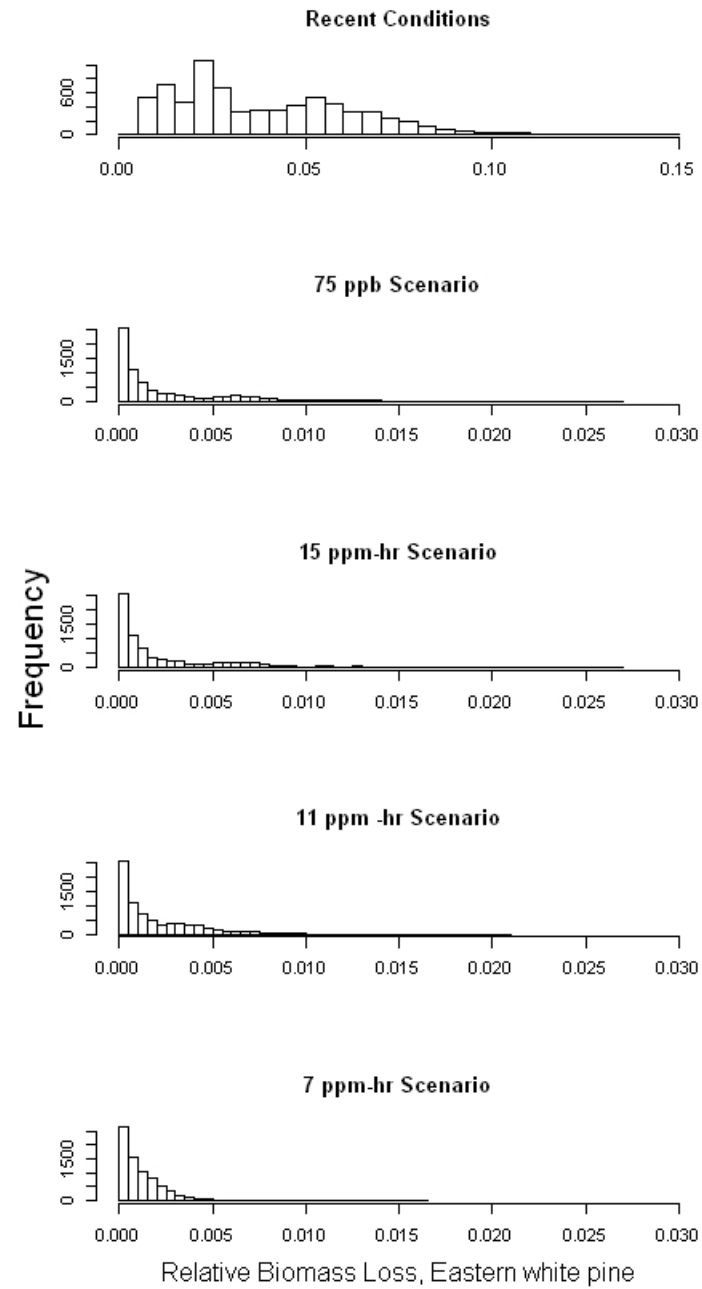 Recent Conditions
600
0
0.00 0.05 0.10 0.15
75 ppb Scenario
1500
0
0.000 0.005 0.010 0.015 0.020 0.025 0.030
15 ppm-hr Scenario
1500
0
0.000 0.005 0.010 0.015 0.020 0.025 0.030
Frequency
11 ppm -hr Scenario
1500
0
0.000 0.005 0.010 0.015 0.020 0.025 0.030
7 ppm-hr Scenario
1500
0
0.000 0.005 0.010 0.015 0.020 0.025 0.030
Relative Biomass Loss, Eastern white pine